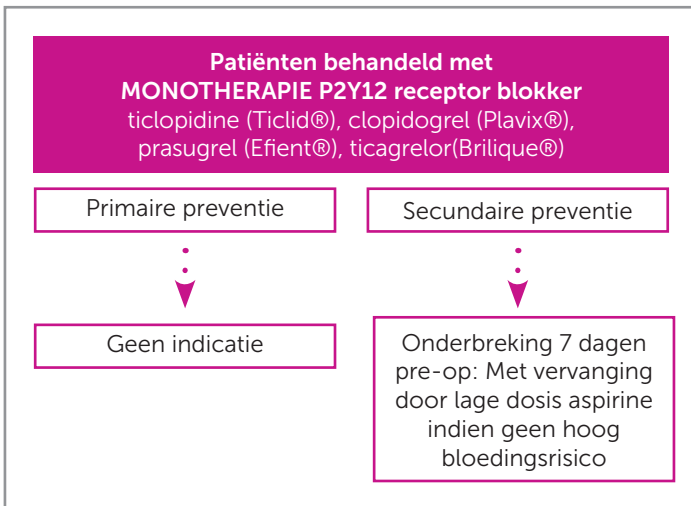 Patiënten behandeld met
MONOTHERAPIE P2Y12 receptor blokker
ticlopidine (Ticlid®), clopidogrel (Plavix®),
prasugrel (Efient®), ticagrelor(Brilique®)
Primaire preventie
Secundaire preventie
Geen indicatie
Onderbreking 7 dagen
pre-op: Met vervanging
door lage dosis aspirine
indien geen hoog
bloedingsrisico